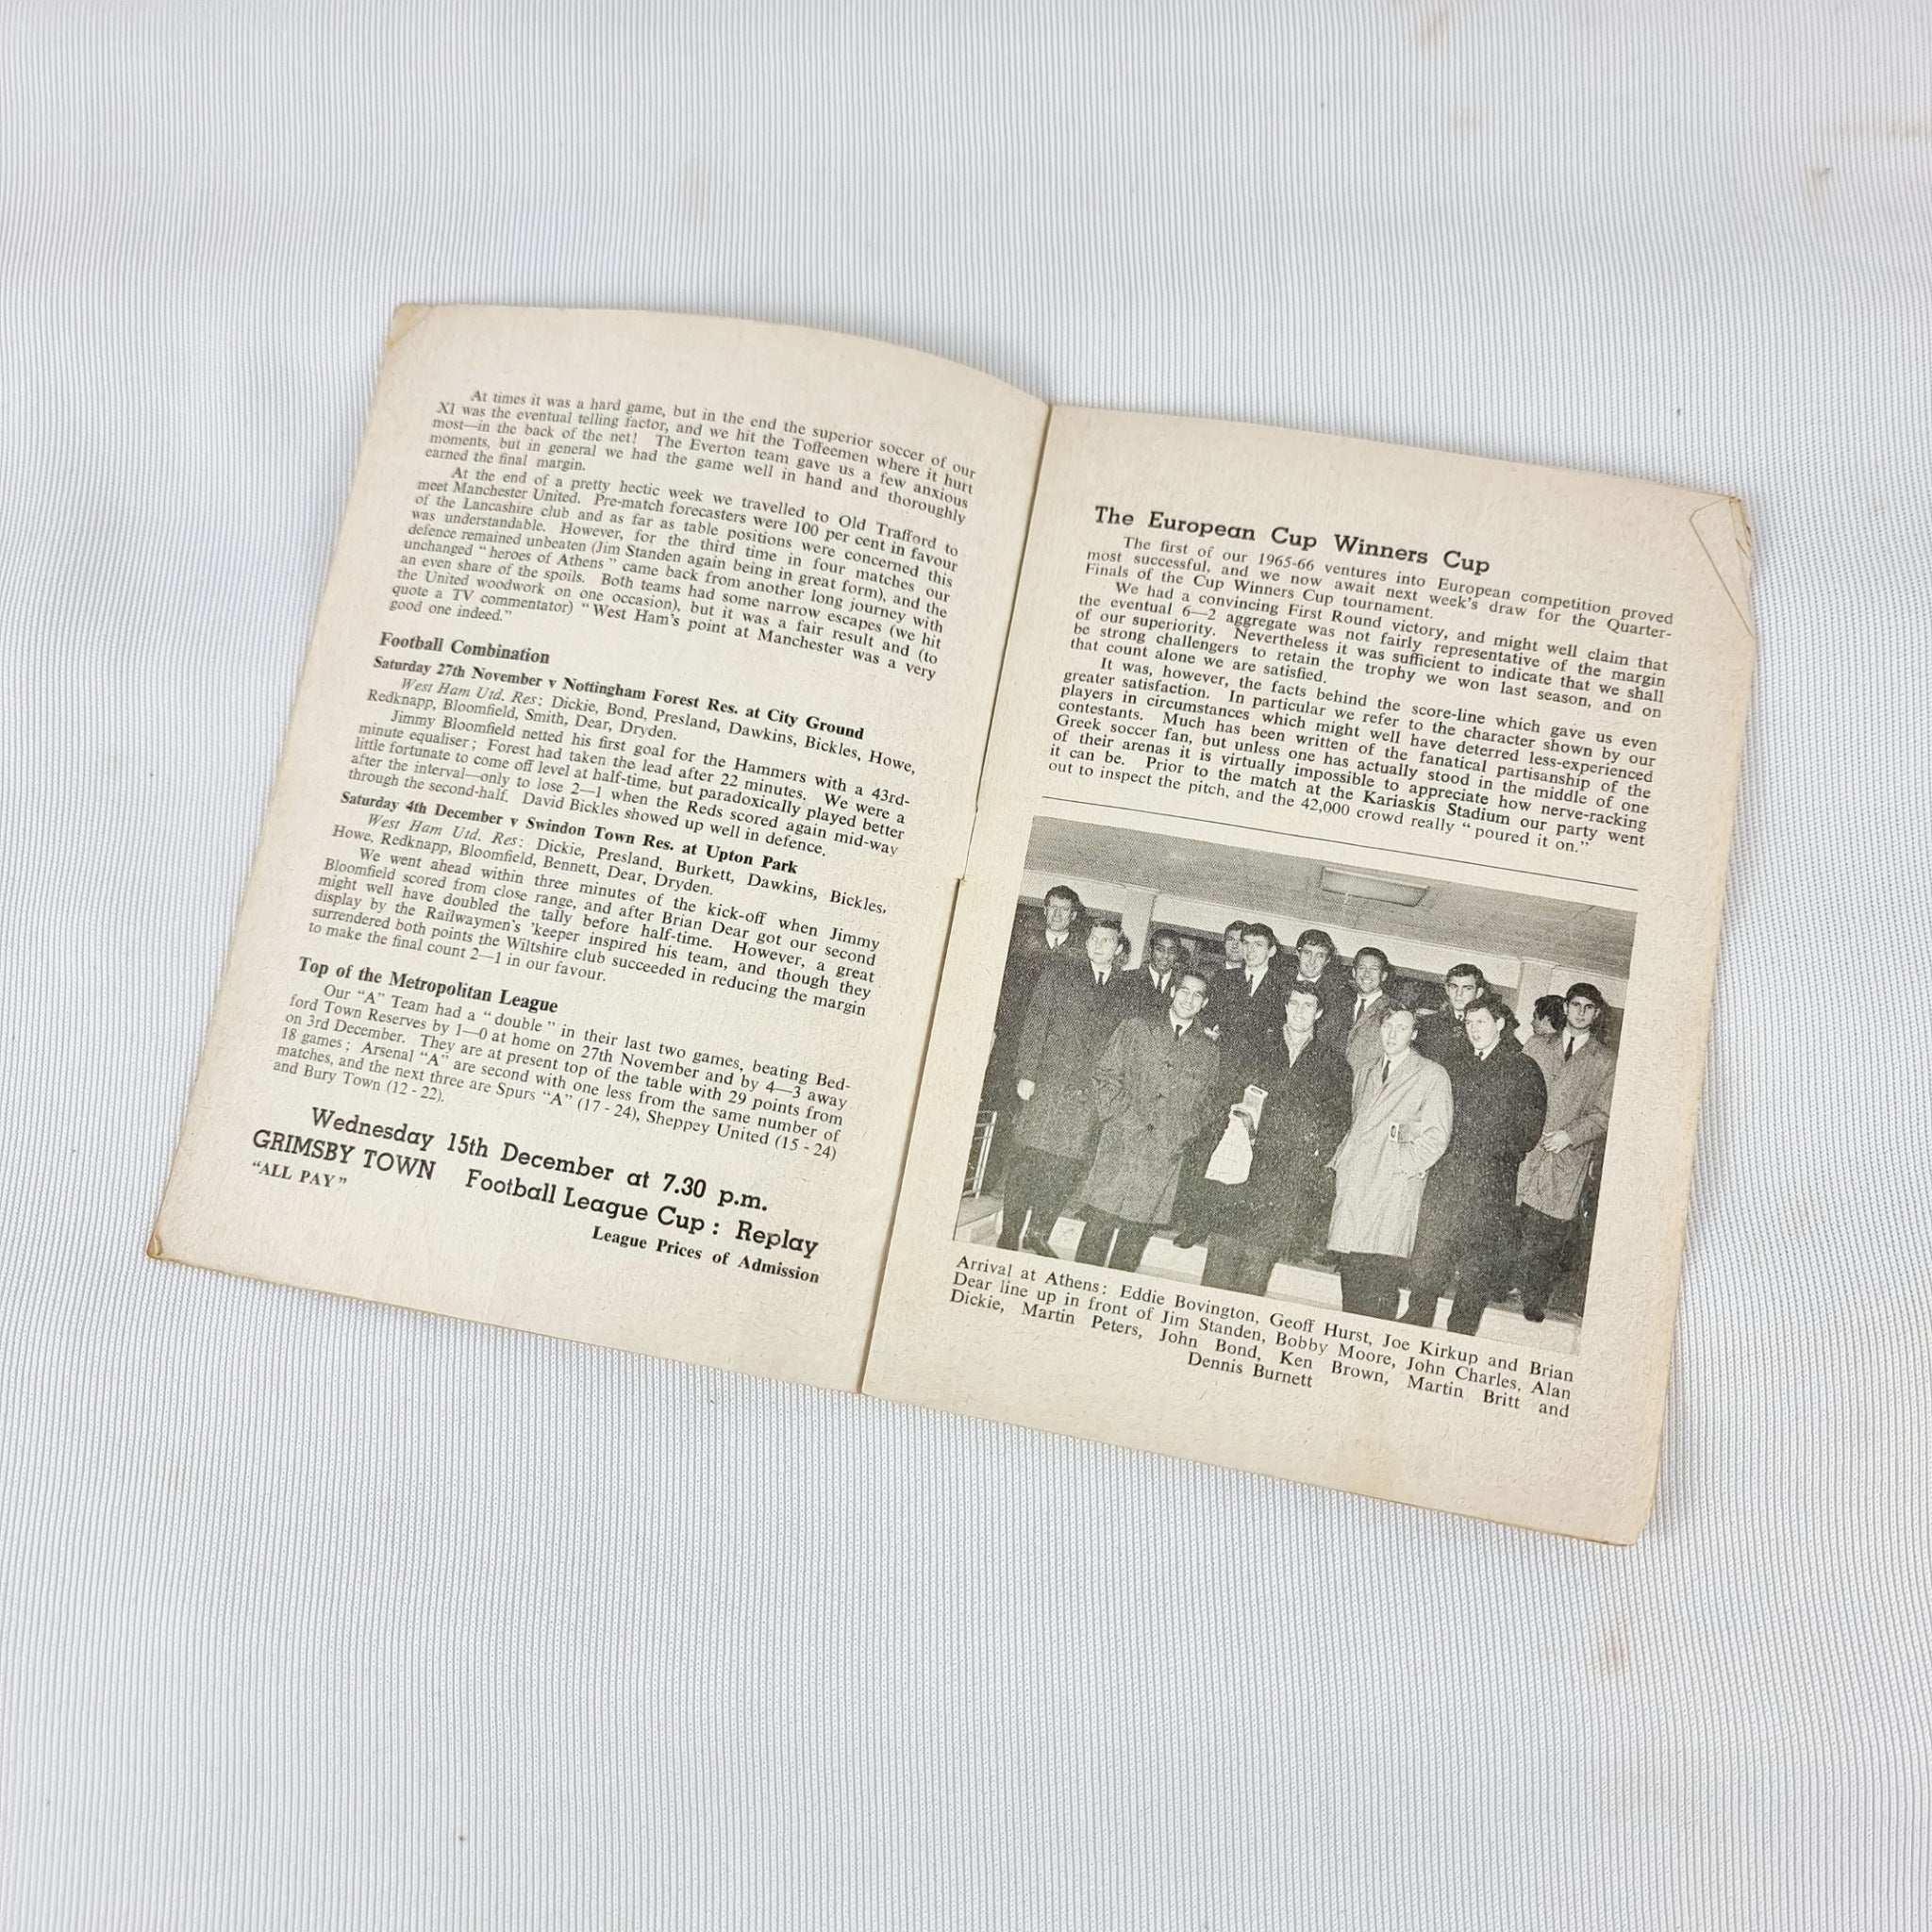 At times it was a hard game, but in the end the superior soccer of our
XI was the eventual telling factor, and we hit the Toffeemen where it hurt
most—in the back of the net! The Everton team gave us a few anxious
moments, but in general we had the game well in hand and thoroughly
earned the final margin.
At the end of a pretty hectic week we travelled to Old Trafford to
meet Manchester United. Pre-match forecasters were 100 per cent in favour
of the Lancashire club and as far as table positions were concerned this
was understandable. However, for the third time in four matches our
defence remained unbeaten (Jim Standen again being in great form), and the
unchanged “heroes of Athens” came back from another long journey with
an even share of the spoils. Both teams had some narrow escapes (we hit
the United woodwork on one occasion), but it was a fair result and (to
quote a TV commentator) “West Ham's point at Manchester was a very
good one indeed.”
Football Combination
Saturday 27th November v Nottingham Forest Res. at City Ground
West Ham Utd. Res: Dickie, Bond, Presland, Dawkins, Bickles, Howe,
Redknapp, Bloomfield, Smith, Dear, Dryden.
Jimmy Bloomfield netted his first goal for the Hammers with a 43rd-
minute equaliser; Forest had taken the lead after 22 minutes. We were a
little fortunate to come off level at half-time, but paradoxically played better
after the interval—only to lose 2—1 when the Reds scored again mid-way
through the second-half. David Bickles showed up well in defence.
Saturday 4th December v Swindon Town Res. at Upton Park
West Ham Utd. Res: Dickie, Presland, Burkett, Dawkins, Bickles,
Howe, Redknapp, Bloomfield, Bennett, Dear, Dryden.
We went ahead within three minutes of the kick-off when Jimmy
Bloomfield scored from close range, and after Brian Dear got our second
might well have doubled the tally before half-time. However, a great
display by the Railwaymen's 'keeper inspired his team, and though they
surrendered both points the Wiltshire club succeeded in reducing the margin
to make the final count 2—1 in our favour.
Top of the Metropolitan League
Our “A” Team had a “double” in their last two games, beating Bed-
ford Town Reserves by 1—0 at home on 27th November and by 4—3 away
on 3rd December. They are at present top of the table with 29 points from
18 games; Arsenal “A” are second with one less from the same number of
matches, and the next three are Spurs “A” (17 - 24), Sheppey United (15 - 24)
and Bury Town (12 - 22).
Wednesday 15th December at 7.30 p.m.
GRIMSBY TOWN Football League Cup : Replay
“ALL PAY” League Prices of Admission
The European Cup Winners Cup
The first of our 1965-66 ventures into European competition proved
most successful, and we now await next week's draw for the Quarter-
Finals of the Cup Winners Cup tournament.
We had a convincing First Round victory, and might well claim that
the eventual 6—2 aggregate was not fairly representative of the margin
of our superiority. Nevertheless it was sufficient to indicate that we shall
be strong challengers to retain the trophy we won last season, and on
that count alone we are satisfied.
It was, however, the facts behind the score-line which gave us even
greater satisfaction. In particular we refer to the character shown by our
players in circumstances which might well have deterred less-experienced
contestants. Much has been written of the fanatical partisanship of the
Greek soccer fan, but unless one has actually stood in the middle of one
of their arenas it is virtually impossible to appreciate how nerve-racking
it can be. Prior to the match at the Kariaskis Stadium our party went
out to inspect the pitch, and the 42,000 crowd really “poured it on.”
Arrival at Athens: Eddie Bovington, Geoff Hurst, Joe Kirkup and Brian
Dear line up in front of Jim Standen, Bobby Moore, John Charles, Alan
Dickie, Martin Peters, John Bond, Ken Brown, Martin Britt and
Dennis Burnett